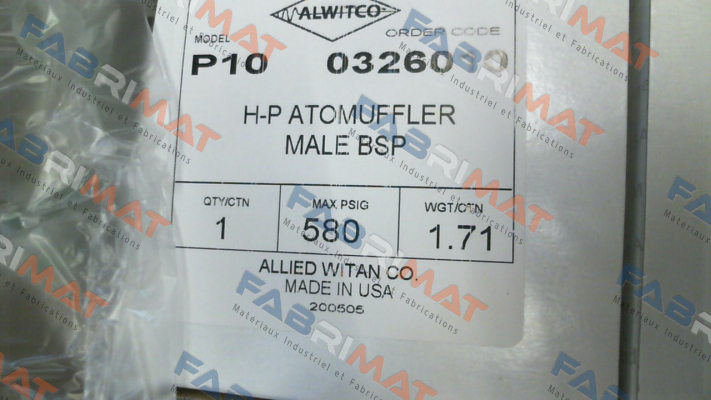 ALWITCO
MODEL
ORDER CODE
P10
H-P ATOMUFFLER
MALE BSP
QTY/CTN MAX PSIG WGT/CTN
1 580 1.71
ALLIED WITAN CO.
MADE IN USA
200505
FABRIMAT
Matériaux Industriel et Fabrications